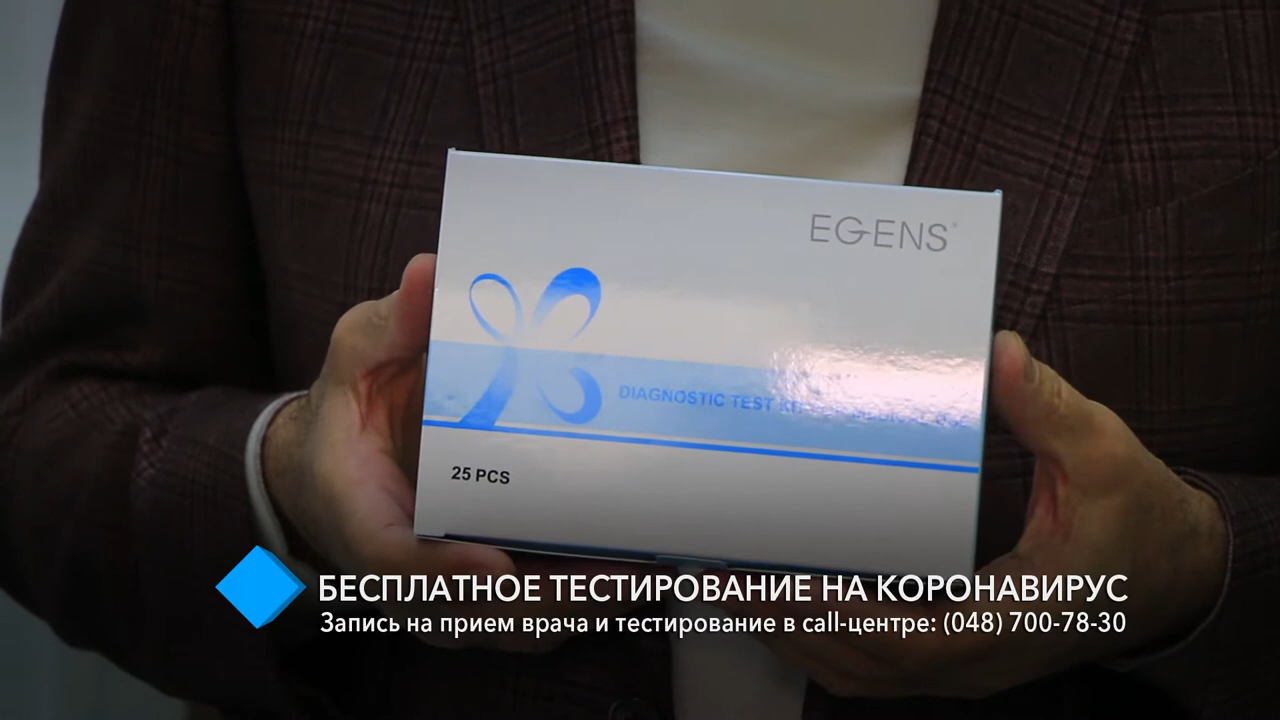 EGENS®
DIAGNOSTIC TEST KIT
25 PCS
БЕСПЛАТНОЕ ТЕСТИРОВАНИЕ НА КОРОНАВИРУС
Запись на прием врача и тестирование в call-центре: (048) 700-78-30